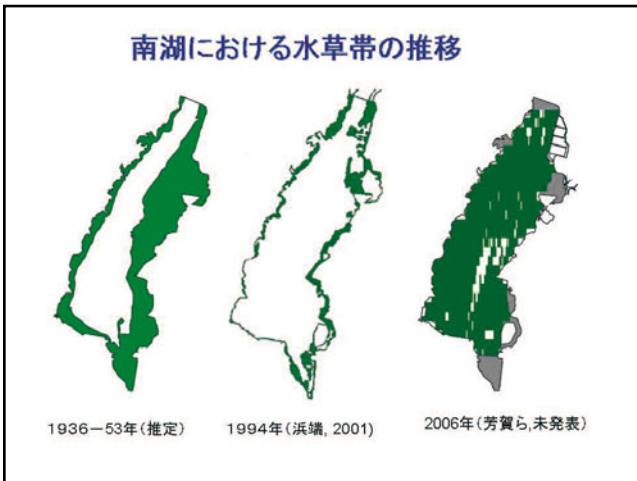 南湖における水草帯の推移
1936－53年(推定)
1994年(浜端, 2001)
2006年(芳賀ら,未発表)